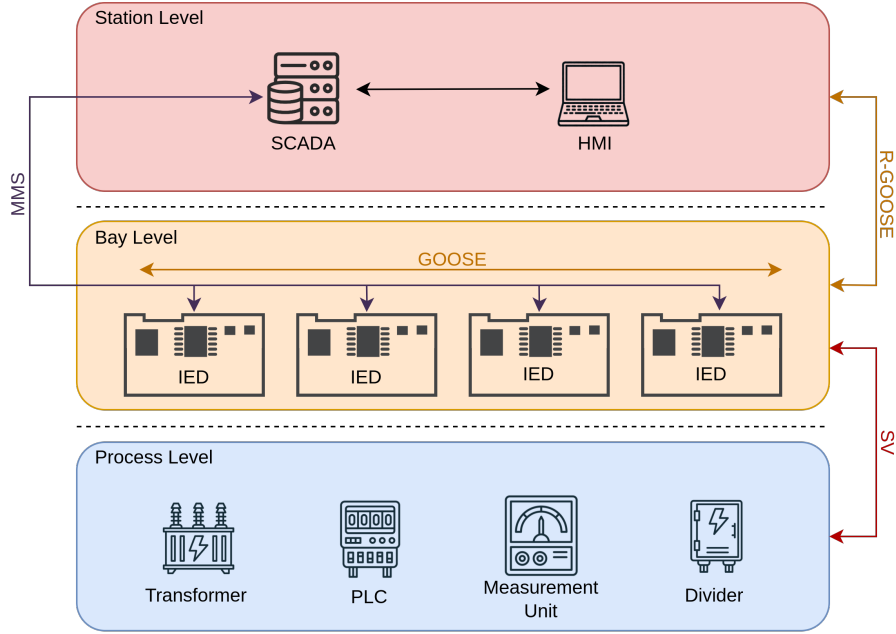 Station Level
SCADA
HMI
MMS
R-GOOSE
Bay Level
GOOSE
IED
IED
IED
IED
SV
Process Level
Transformer
PLC
Measurement
Unit
Divider